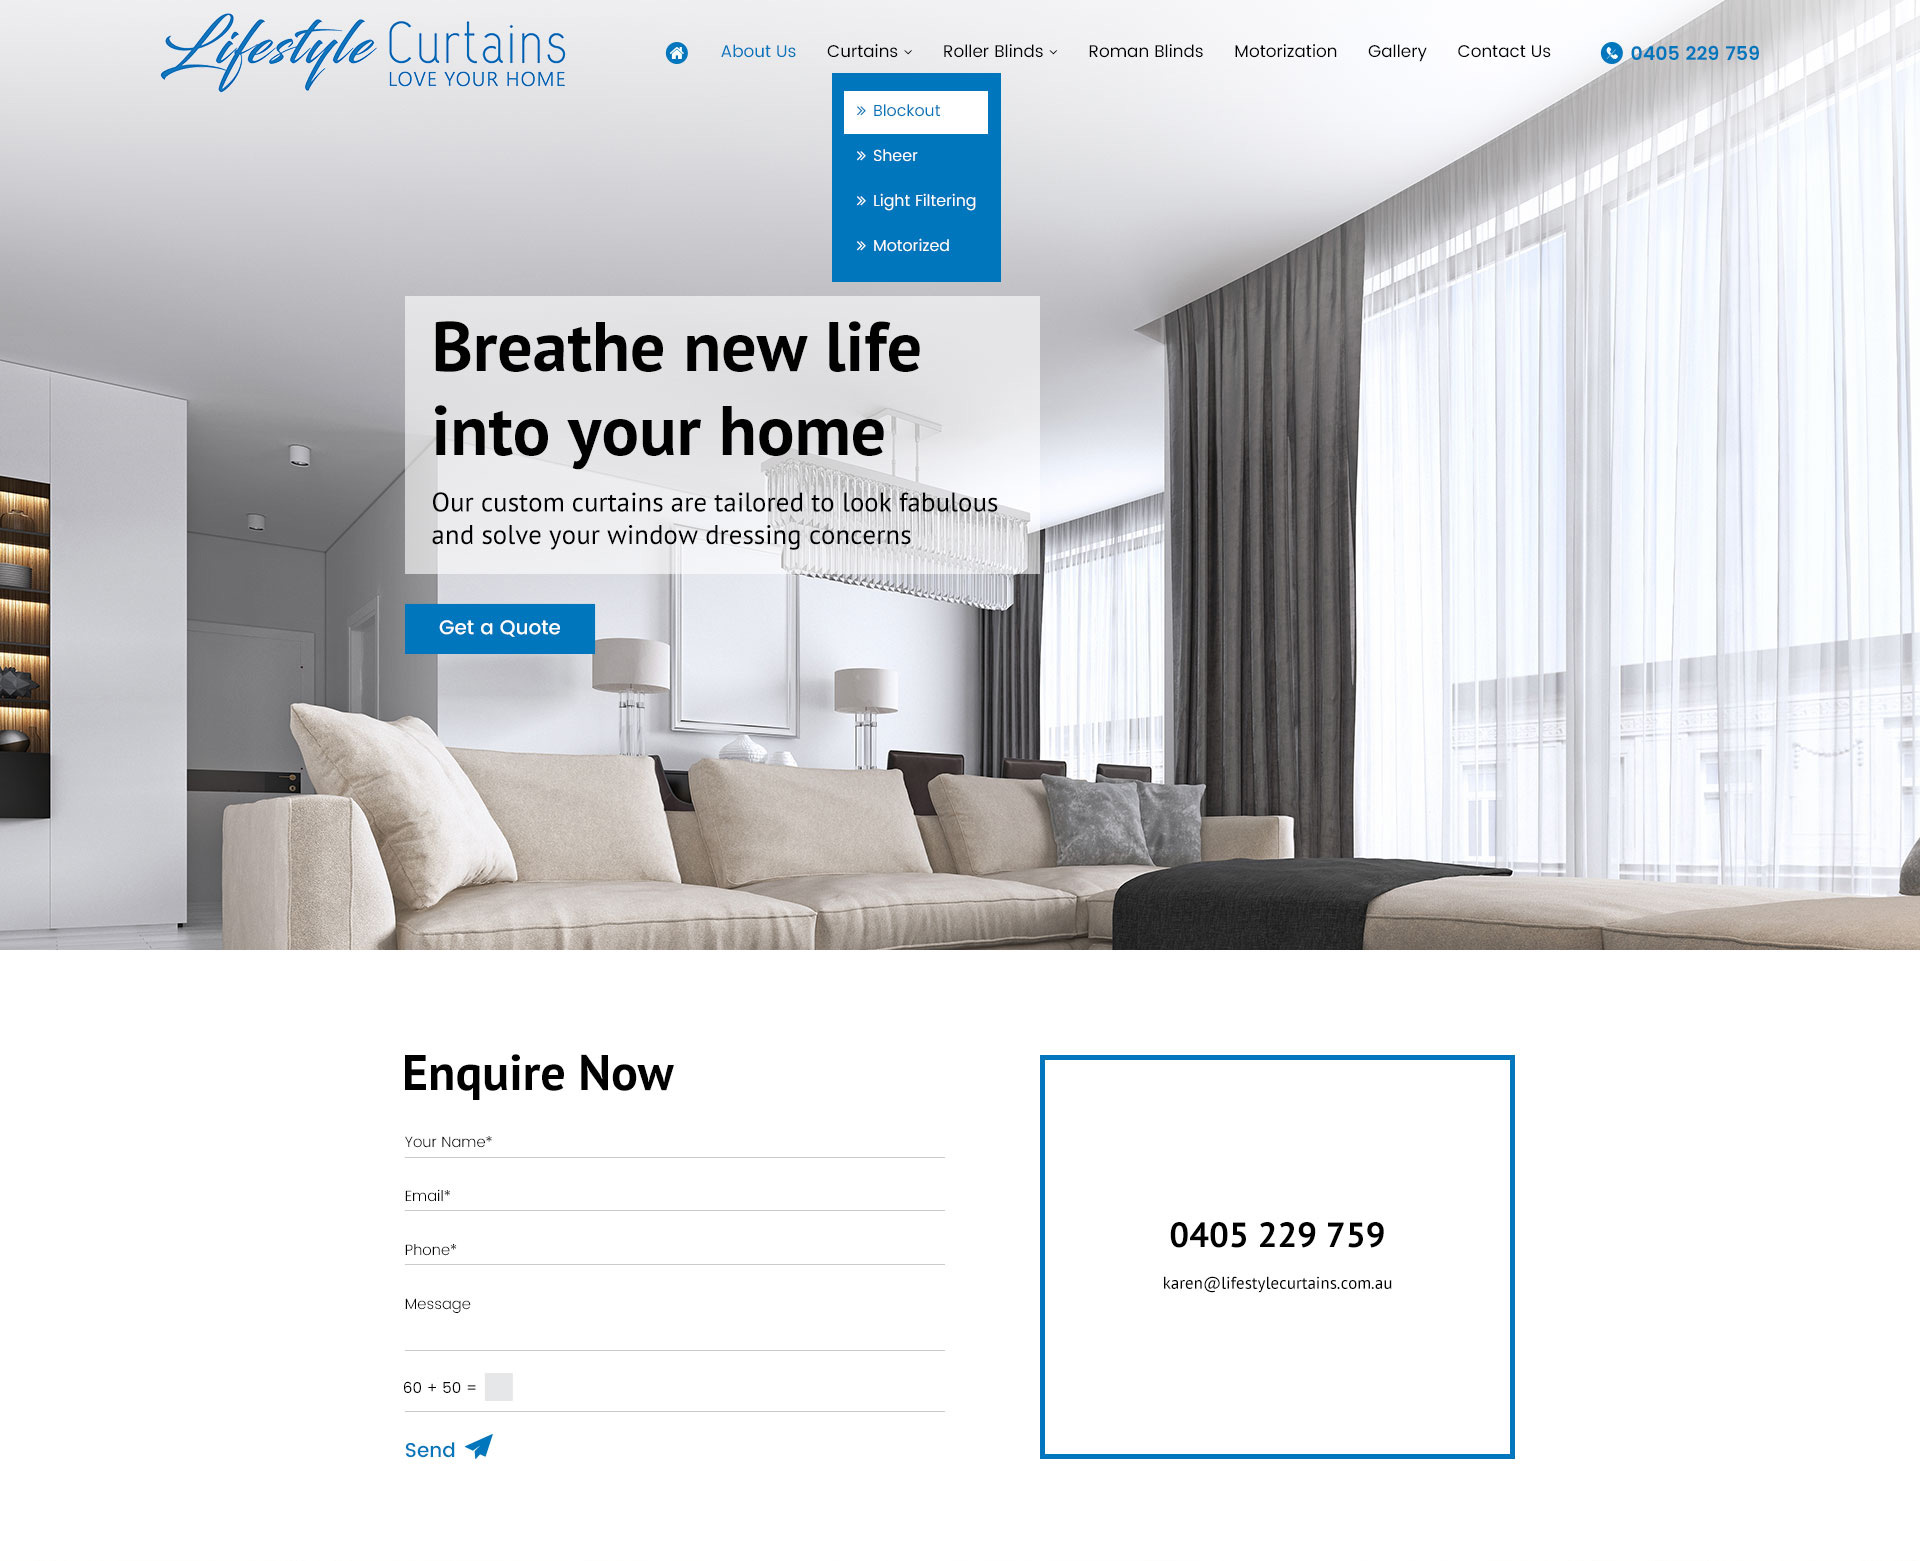 Lifestyle Curtains
LOVE YOUR HOME
About Us Curtains Roller Blinds Roman Blinds Motorization Gallery Contact Us 0405 229 759
» Blockout
» Sheer
» Light Filtering
» Motorized
Breathe new life
into your home
Our custom curtains are tailored to look fabulous
and solve your window dressing concerns
Get a Quote
Enquire Now
Your Name*
Email*
Phone*
Message
60 + 50 =
Send
0405 229 759
karen@lifestylecurtains.com.au